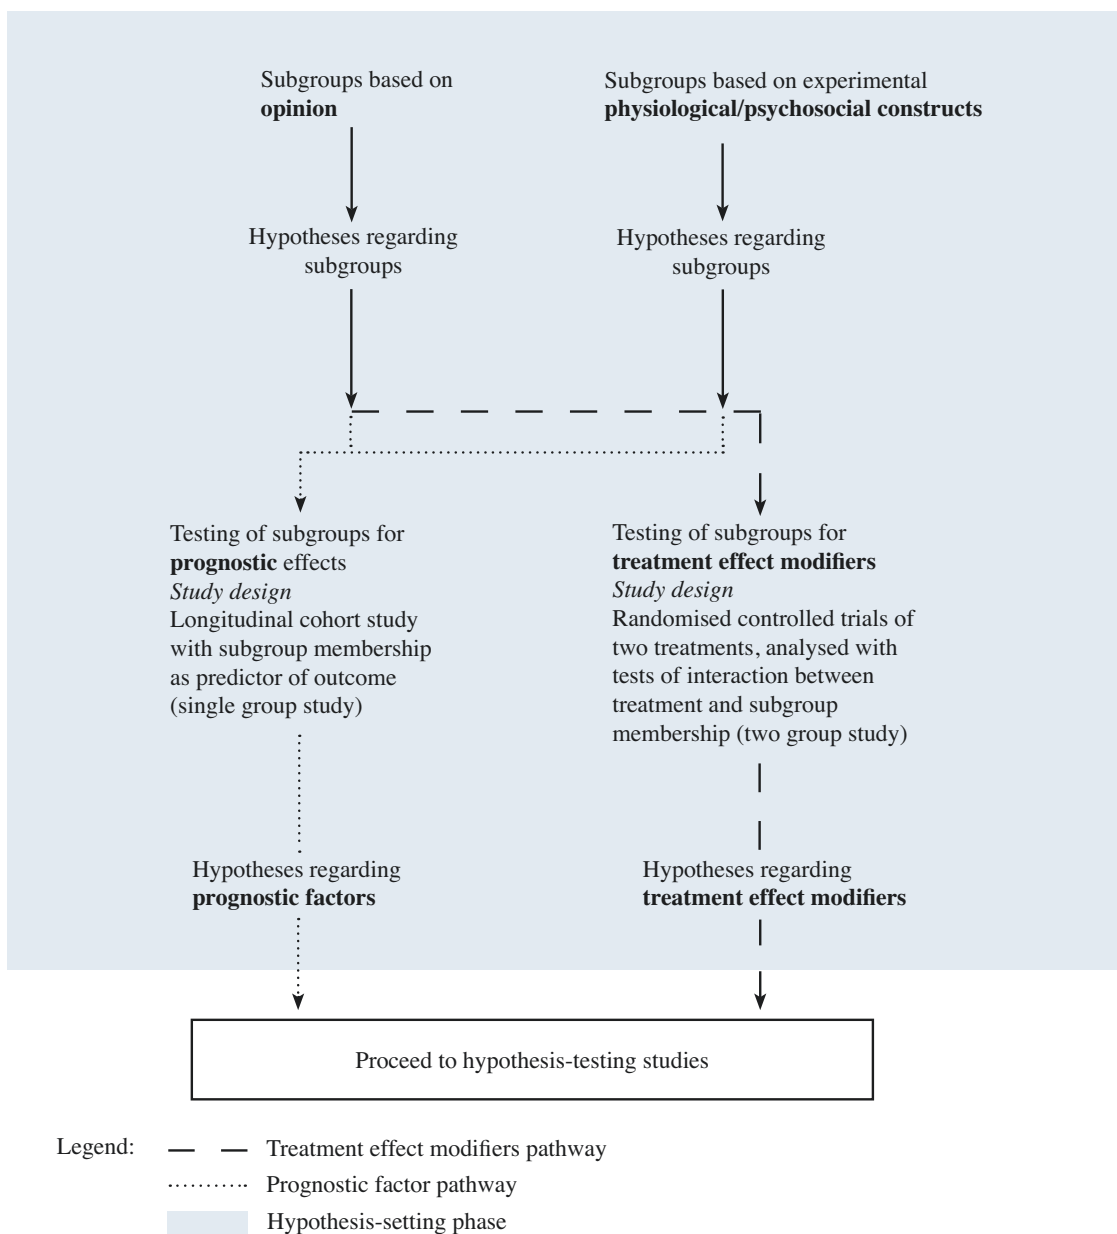 Subgroups based on
opinion
Subgroups based on experimental
physiological/psychosocial constructs
Hypotheses regarding
subgroups
Hypotheses regarding
subgroups
Testing of subgroups for
prognostic effects
Study design
Longitudinal cohort study
with subgroup membership
as predictor of outcome
(single group study)
Testing of subgroups for
treatment effect modifiers
Study design
Randomised controlled trials of
two treatments, analysed with
tests of interaction between
treatment and subgroup
membership (two group study)
Hypotheses regarding
prognostic factors
Hypotheses regarding
treatment effect modifiers
Proceed to hypothesis-testing studies
Legend:
Treatment effect modifiers pathway
Prognostic factor pathway
Hypothesis-setting phase